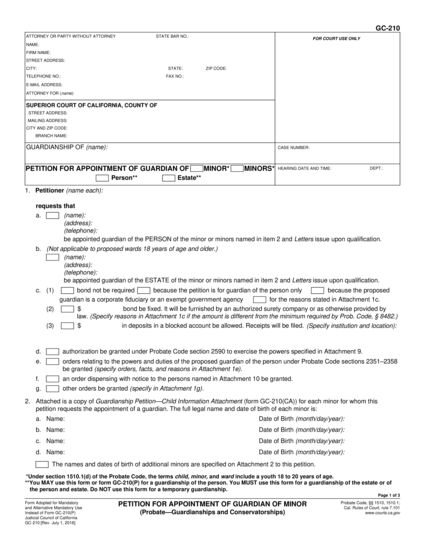 GC-210
ATTORNEY OR PARTY WITHOUT ATTORNEY STATE BAR NO.:
FOR COURT USE ONLY
NAME:
FIRM NAME:
STREET ADDRESS:
CITY: STATE: ZIP CODE:
TELEPHONE NO.: FAX NO.:
E-MAIL ADDRESS:
ATTORNEY FOR (name):
SUPERIOR COURT OF CALIFORNIA, COUNTY OF
STREET ADDRESS:
MAILING ADDRESS:
CITY AND ZIP CODE:
BRANCH NAME:
GUARDIANSHIP OF (name):
CASE NUMBER:
PETITION FOR APPOINTMENT OF GUARDIAN OF MINOR* MINORS*
Person** Estate**
HEARING DATE AND TIME: DEPT.:
1. Petitioner (name each):
requests that
a. (name):
(address):
(telephone):
be appointed guardian of the PERSON of the minor or minors named in item 2 and Letters issue upon qualification.
b. (Not applicable to proposed wards 18 years of age or older.)
(name):
(address):
(telephone):
be appointed guardian of the ESTATE of the minor or minors named in item 2 and Letters issue upon qualification.
c. (1) bond not be required because the petition is for guardian of the person only because the proposed
guardian is a corporate fiduciary or an exempt government agency for the reasons stated in Attachment 1c.
(2) $ bond be fixed. It will be furnished by an authorized surety company or as otherwise provided by
law. (Specify reasons in Attachment 1c if the amount is different from the minimum required by Prob. Code, § 8482.)
(3) $ in deposits in a blocked account be allowed. Receipts will be filed. (Specify institution and location):
d. authorization be granted under Probate Code section 2590 to exercise the powers specified in Attachment 9.
e. orders relating to the powers and duties of the proposed guardian of the person under Probate Code sections 2351–2358
be granted (specify orders, facts, and reasons in Attachment 1e).
f. an order dispensing with notice to the persons named in Attachment 10 be granted.
g. other orders be granted (specify in Attachment 1g).
2. Attached is a copy of Guardianship Petition—Child Information Attachment (form GC-210(CA)) for each minor for whom this
petition requests the appointment of a guardian. The full legal name and date of birth of each minor is:
a. Name: Date of Birth (month/day/year):
b. Name: Date of Birth (month/day/year):
c. Name: Date of Birth (month/day/year):
d. Name: Date of Birth (month/day/year):
The names and dates of birth of additional minors are specified on Attachment 2 to this petition.
*Under section 1510.1(d) of the Probate Code, the terms child, minor, and ward include a youth 18 to 20 years of age.
**You MAY use this form or form GC-210(P) for a guardianship of the person. You MUST use this form for a guardianship of the estate or of
the person and estate. Do NOT use this form for a temporary guardianship.
Page 1 of 3
Form Adopted for Mandatory
and Alternative Mandatory Use
Instead of Form GC-210(P)
Judicial Council of California
GC-210 [Rev. July 1, 2016]
PETITION FOR APPOINTMENT OF GUARDIAN OF MINOR
(Probate—Guardianships and Conservatorships)
Probate Code, §§ 1510, 1510.1;
Cal. Rules of Court, rule 7.101
www.courts.ca.gov